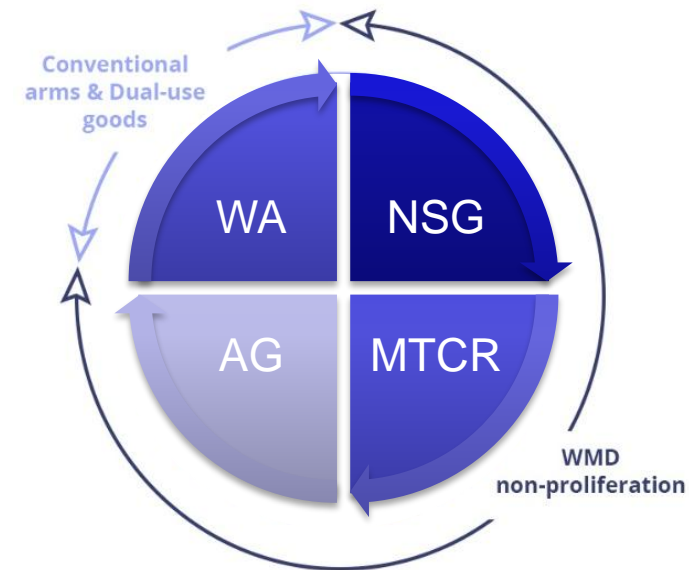 Conventional
arms & Dual-use
goods
WA
NSG
AG
MTCR
WMD
non-proliferation